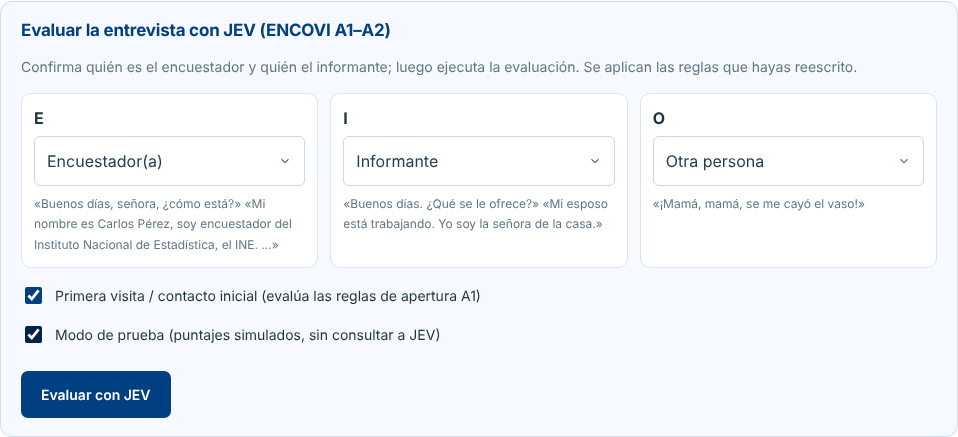 Evaluar la entrevista con JEV (ENCOVI A1–A2)
Confirma quién es el encuestador y quién el informante; luego ejecuta la evaluación. Se aplican las reglas que hayas reescrito.
E
Encuestador(a)
«Buenos días, señora, ¿cómo está?» «Mi
nombre es Carlos Pérez, soy encuestador del
Instituto Nacional de Estadística, el INE. ...»
I
Informante
«Buenos días. ¿Qué se le ofrece?» «Mi esposo
está trabajando. Yo soy la señora de la casa.»
O
Otra persona
«¡Mamá, mamá, se me cayó el vaso!»
Primera visita / contacto inicial (evalúa las reglas de apertura A1)
Modo de prueba (puntajes simulados, sin consultar a JEV)
Evaluar con JEV